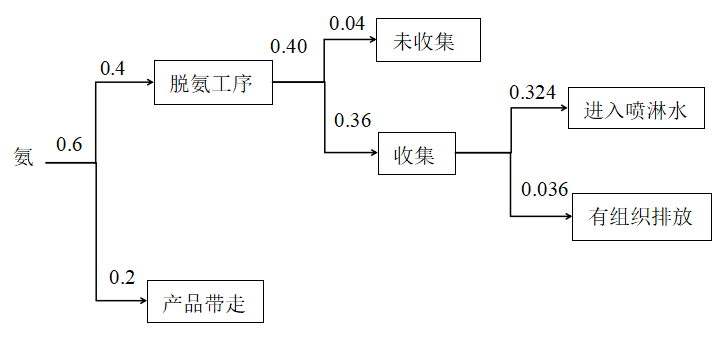 0.04
未收集
0.40
0.4
脱氨工序
0.324
进入喷淋水
0.36
0.6
收集
氨
0.036
有组织排放
0.2
产品带走